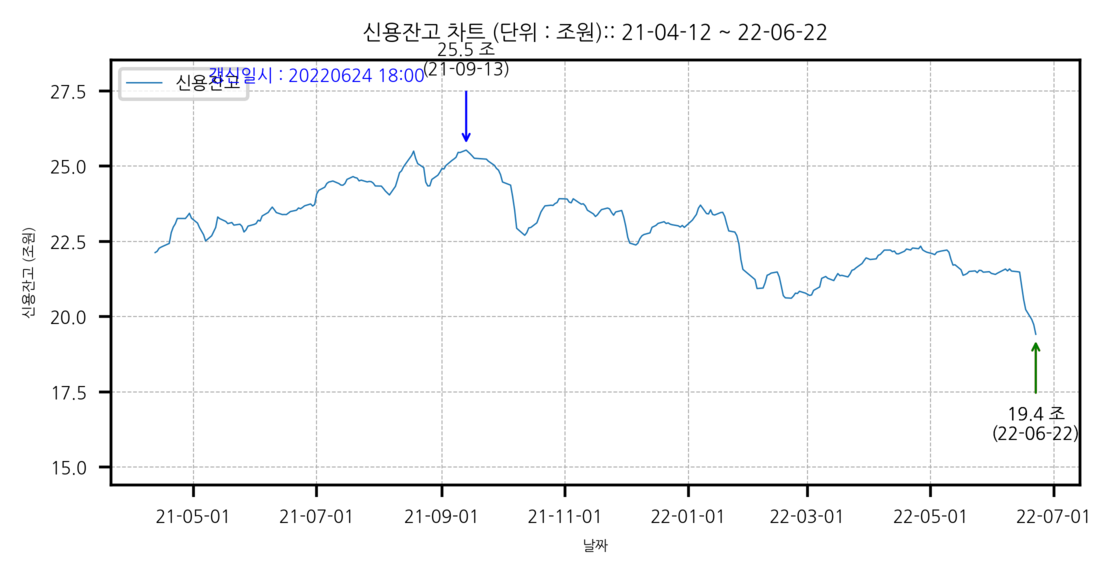 신용잔고 차트 (단위 : 조원):: 21-04-12 ~ 22-06-22
25.5 조
(21-09-13)
신용잔고
갱신일시 : 20220624 18:00
27.5
25.0
22.5
20.0
17.5
15.0
신용잔고 (조원)
19.4 조
(22-06-22)
21-05-01
21-07-01
21-09-01
21-11-01
22-01-01
22-03-01
22-05-01
22-07-01
날짜